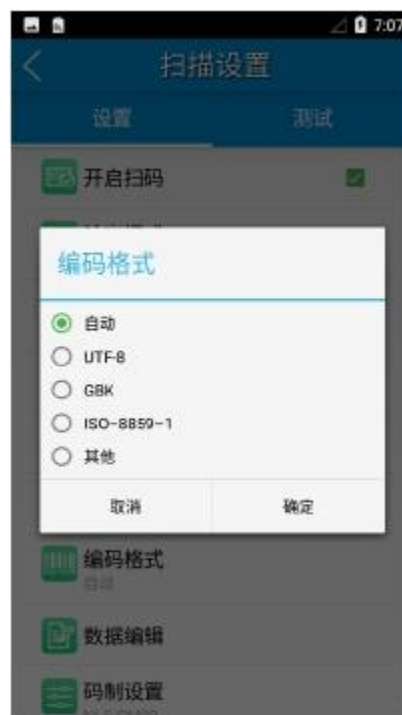 7:07
扫描设置
设置
测试
开启扫码
编码格式
自动
UTF-8
GBK
ISO-8859-1
其他
取消
确定
编码格式
自动
数据编辑
码制设置